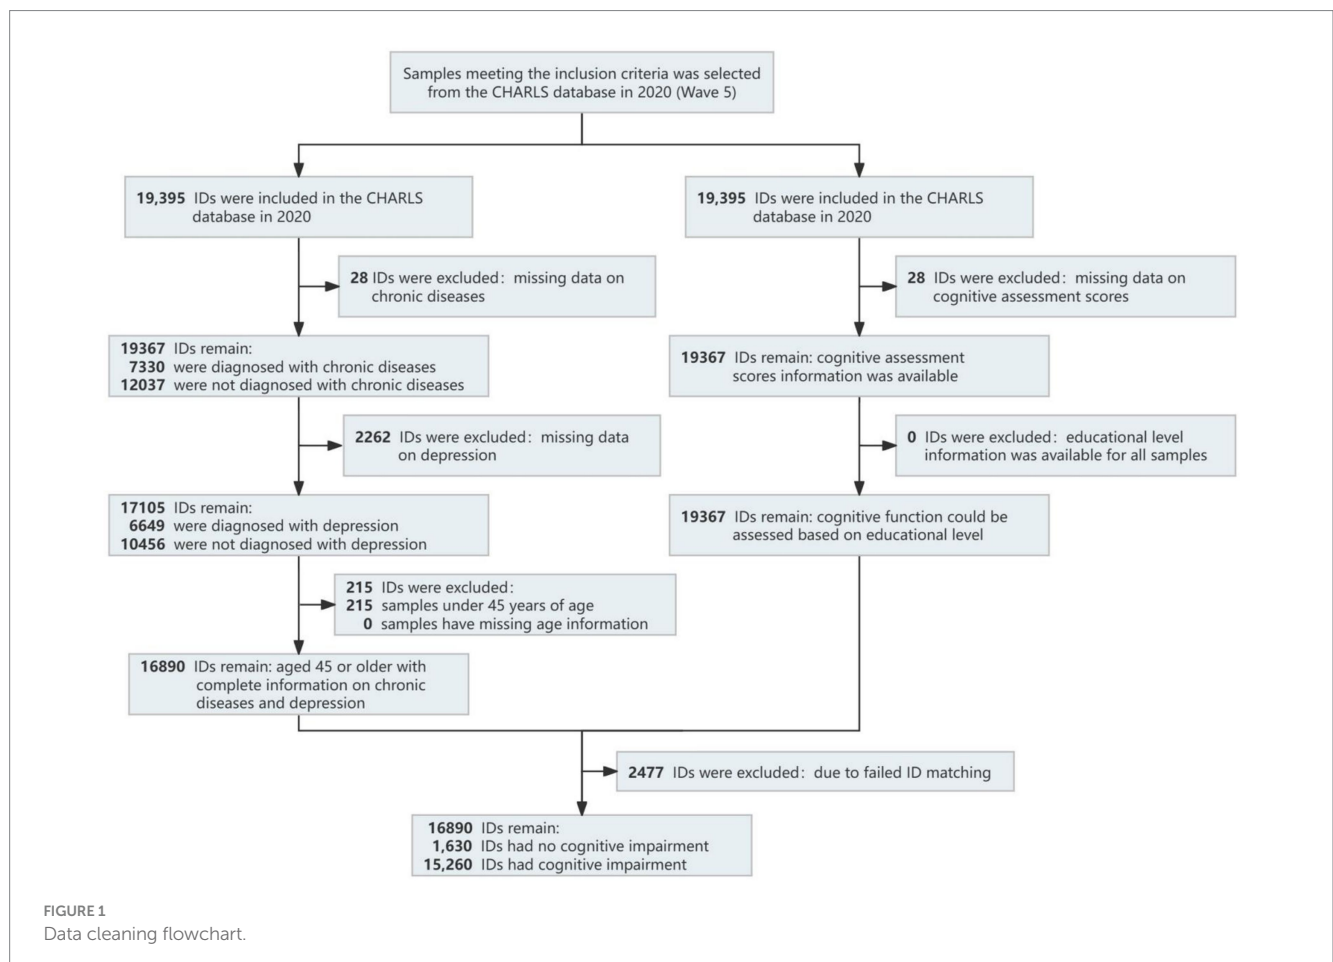 Samples meeting the inclusion criteria was selected
from the CHARLS database in 2020 (Wave 5)
19,395 IDs were included in the CHARLS
database in 2020
19,395 IDs were included in the CHARLS
database in 2020
28 IDs were excluded: missing data on
chronic diseases
28 IDs were excluded: missing data on
cognitive assessment scores
19367 IDs remain:
7330 were diagnosed with chronic diseases
12037 were not diagnosed with chronic diseases
19367 IDs remain: cognitive assessment
scores information was available
2262 IDs were excluded: missing data
on depression
0 IDs were excluded: educational level
information was available for all samples
17105 IDs remain:
6649 were diagnosed with depression
10456 were not diagnosed with depression
19367 IDs remain: cognitive function could be
assessed based on educational level
215 IDs were excluded:
215 samples under 45 years of age
0 samples have missing age information
16890 IDs remain: aged 45 or older with
complete information on chronic
diseases and depression
2477 IDs were excluded: due to failed ID matching
16890 IDs remain:
1,630 IDs had no cognitive impairment
15,260 IDs had cognitive impairment
FIGURE 1
Data cleaning flowchart.